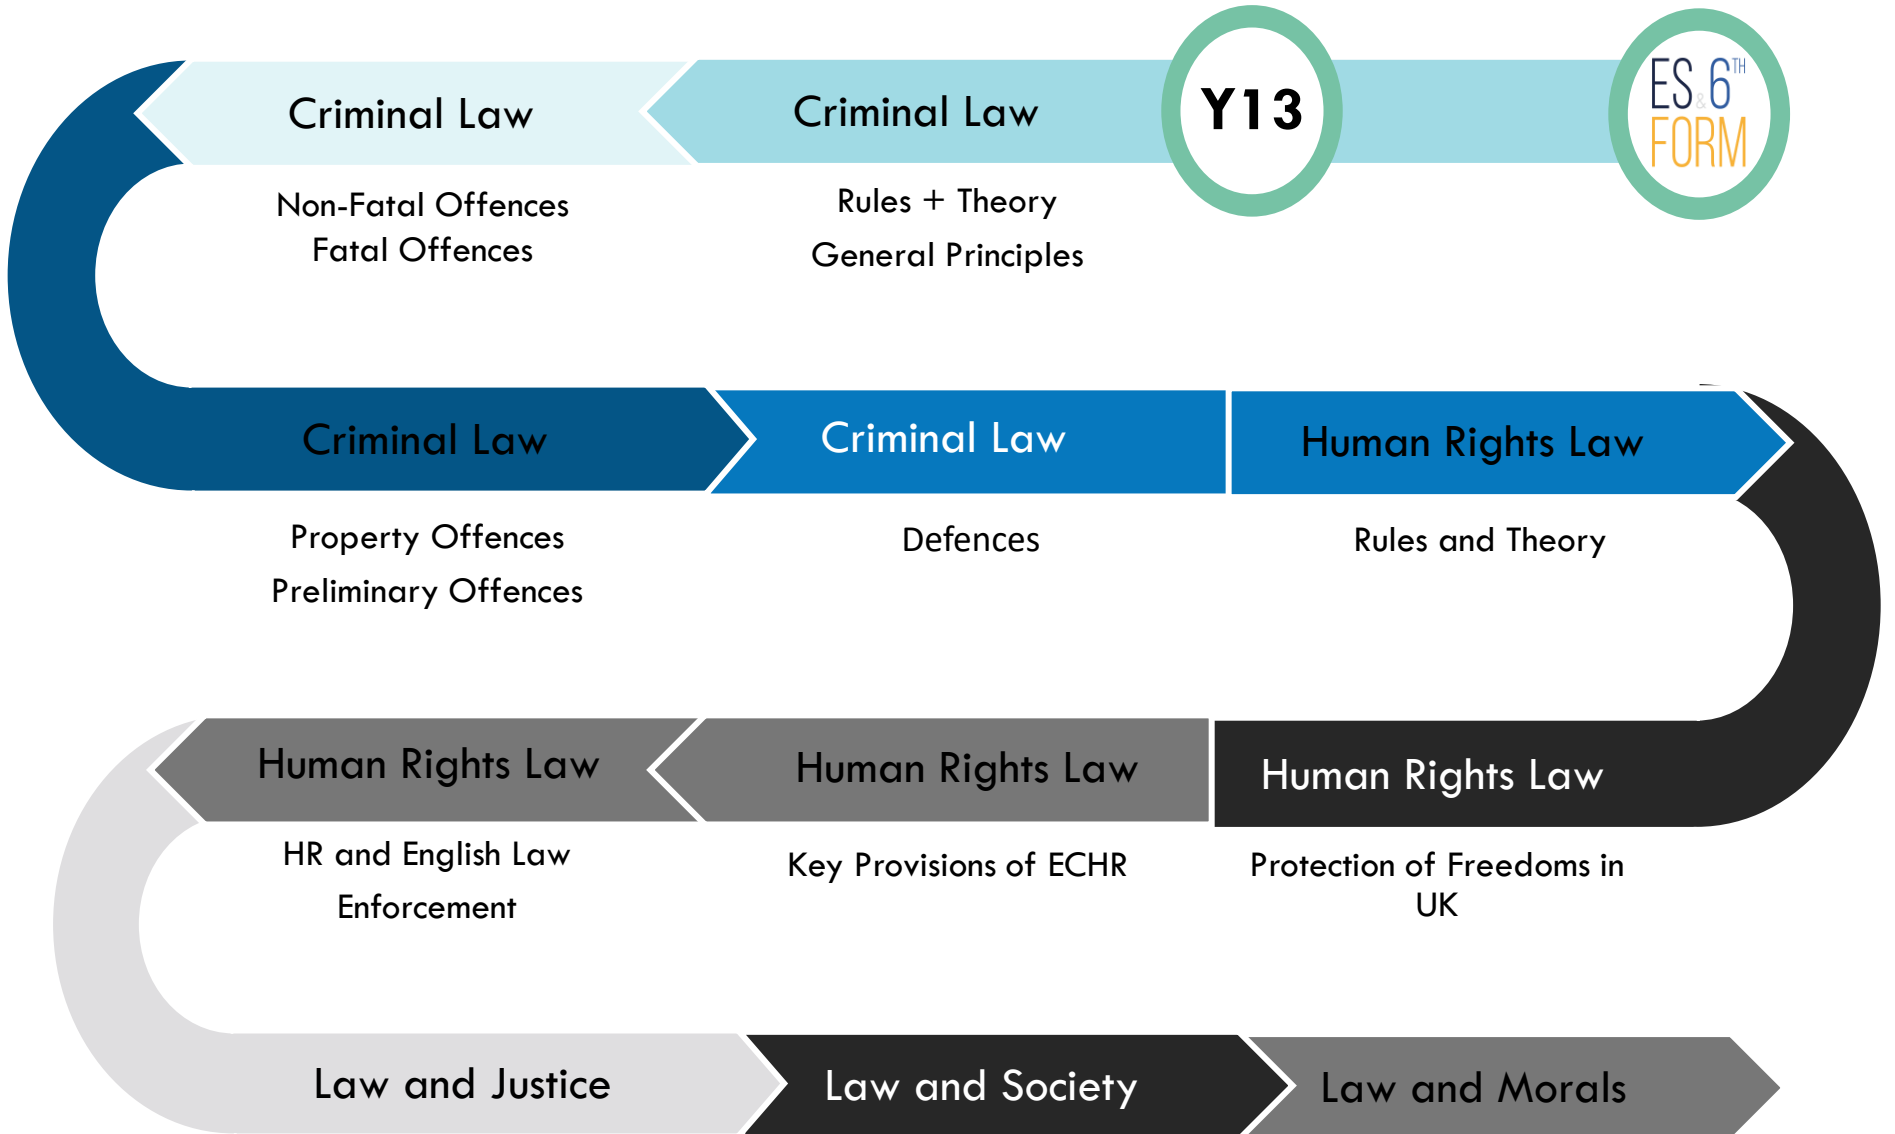 ES & 6TH
FORM
Y13
Criminal Law
Rules + Theory
General Principles
Criminal Law
Non-Fatal Offences
Fatal Offences
Criminal Law
Property Offences
Preliminary Offences
Criminal Law
Defences
Human Rights Law
Rules and Theory
Human Rights Law
Protection of Freedoms in
UK
Human Rights Law
Key Provisions of ECHR
Human Rights Law
HR and English Law
Enforcement
Law and Justice
Law and Society
Law and Morals